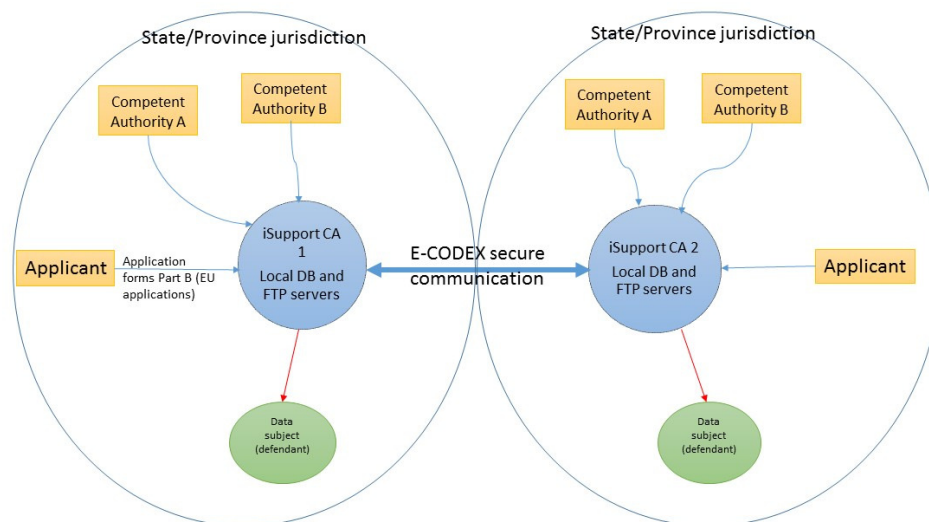 State/Province jurisdiction
State/Province jurisdiction
Competent
Authority A
Competent
Authority B
Competent
Authority A
Competent
Authority B
iSupport CA
1
Local DB and
FTP servers
E-CODEX secure
communication
iSupport CA 2
Local DB and
FTP servers
Applicant
Application
forms Part B (EU
applications)
Applicant
Data
subject
(defendant)
Data
subject
(defendant)